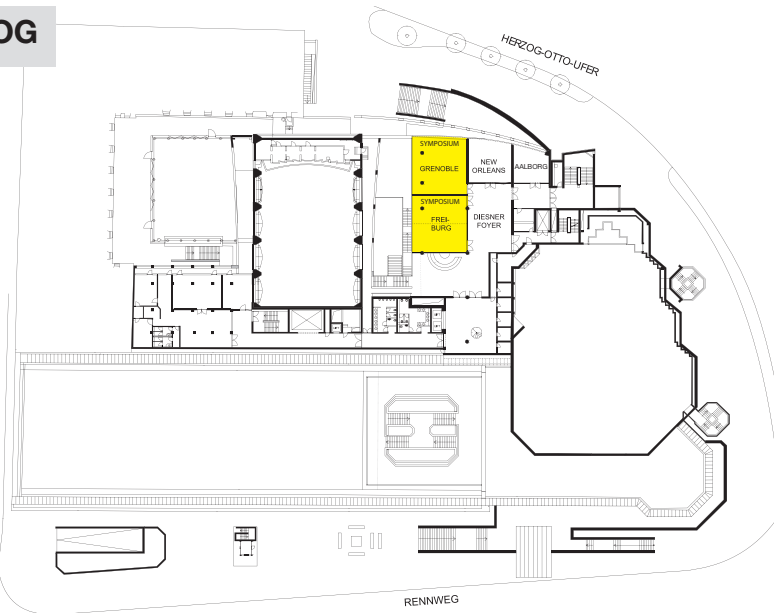 OG
HERZOG-OTTO-UFER
SYMPOSIUM
GRENOBLE
NEW
ORLEANS
AALBORG
SYMPOSIUM
FREI-
BURG
DIESNER
FOYER
RENNWEG